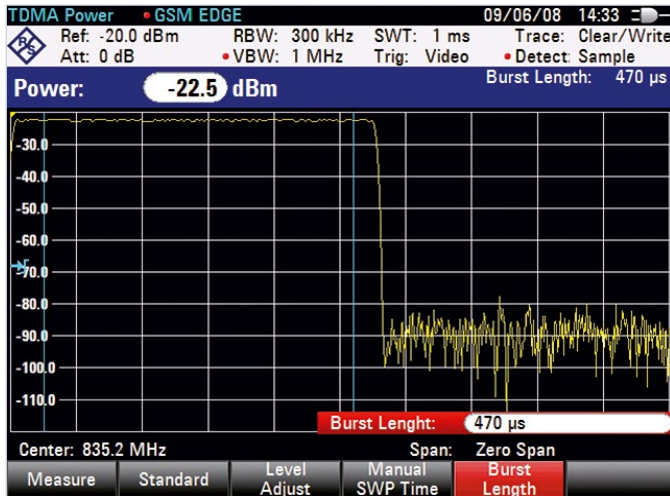 TDMA Power • GSM EDGE 09/06/08 14:33
R&S Ref: -20.0 dBm RBW: 300 kHz SWT: 1 ms Trace: Clear/Write
Att: 0 dB • VBW: 1 MHz Trig: Video • Detect: Sample
Power: -22.5 dBm Burst Length: 470 µs
-30.0
-40.0
-50.0
-60.0
-70.0
-80.0
-90.0
-100.0
-110.0
Burst Lenght: 470 µs
Center: 835.2 MHz Span: Zero Span
Measure Standard Level Adjust Manual SWP Time Burst Length